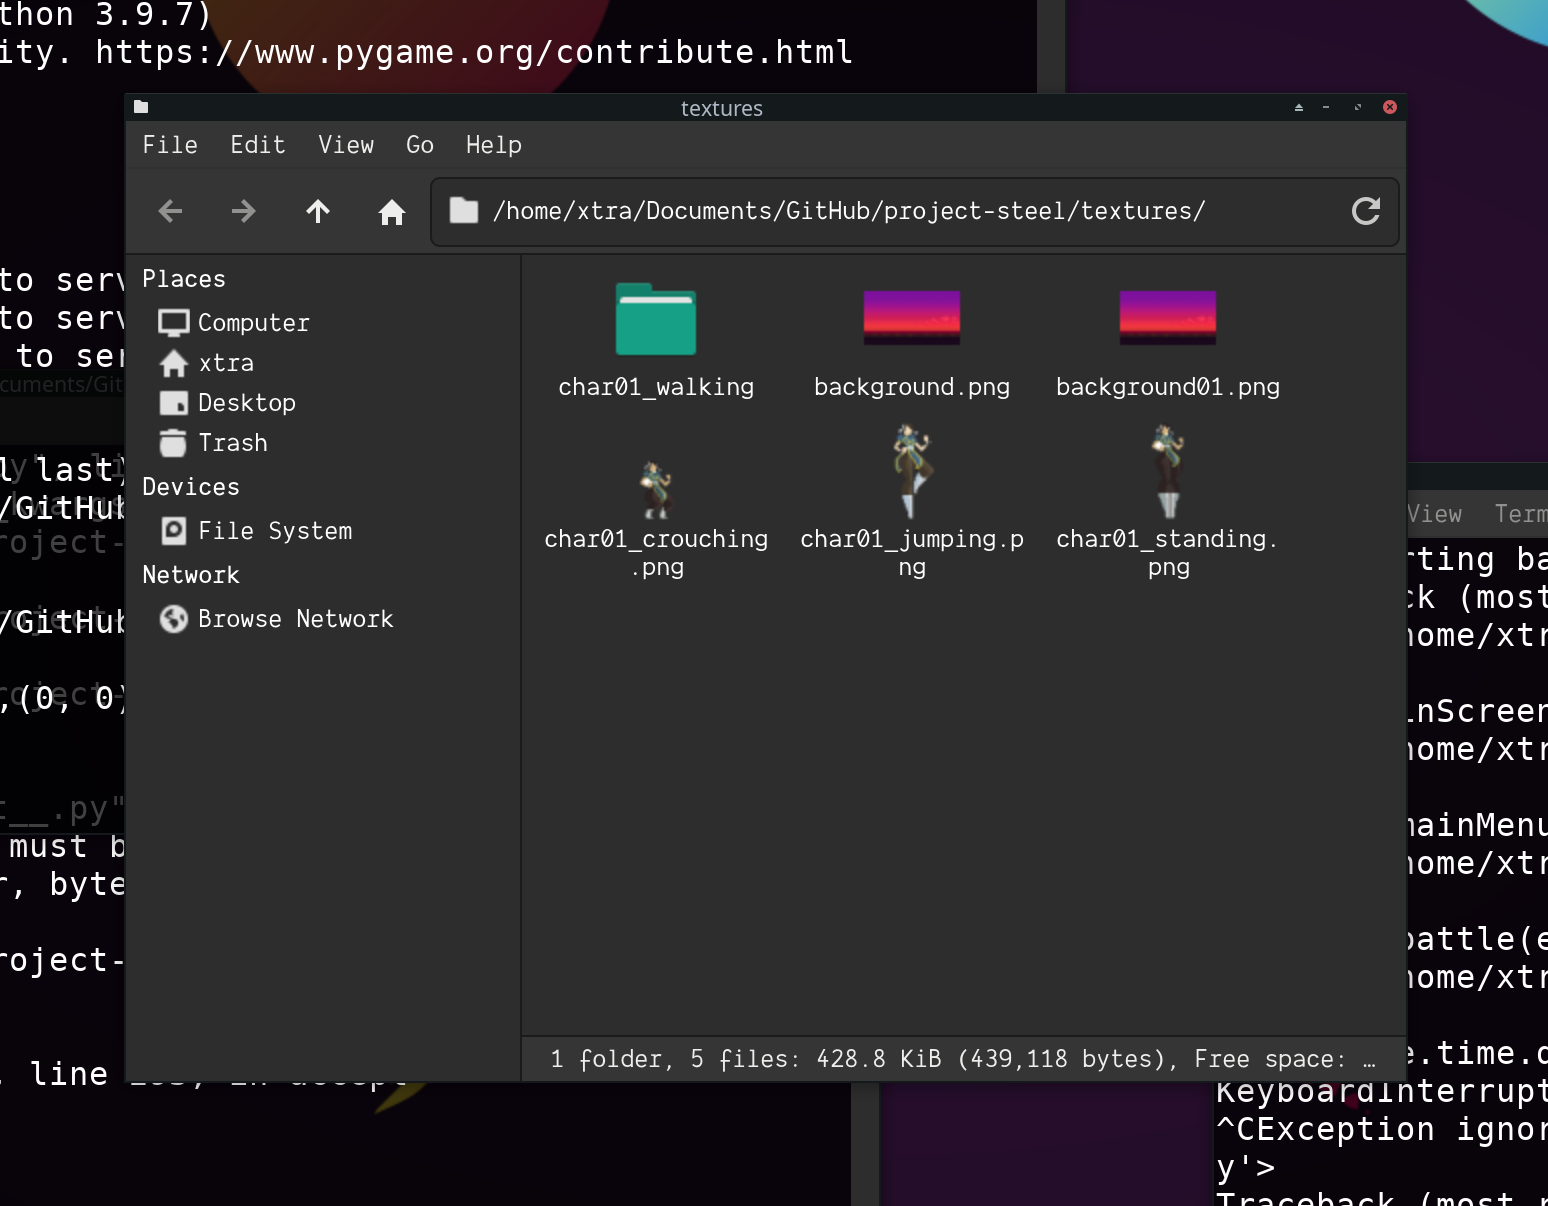 thon 3.9.7)
ity. https://www.pygame.org/contribute.html
textures
File Edit View Go Help
/home/xtra/Documents/GitHub/project-steel/textures/
Places
Computer
xtra
Desktop
Trash
Devices
File System
Network
Browse Network
char01_walking
background.png
background01.png
char01_crouching
.png
char01_jumping.p
ng
char01_standing.
png
1 folder, 5 files: 428.8 KiB (439,118 bytes), Free space: …
to serv
to serv
to ser
cuments/Git
l last)
/GitHub
roject-
/GitHub
,(0, 0)
t__.py"
must b
r, byte
roject-
line
View Term
rting ba
ck (most
home/xtr
inScreen
home/xtr
mainMenu
home/xtr
battle(e
home/xtr
e.time.d
KeyboardInterrupt
^CException ignor
y'>
Traceback (most r